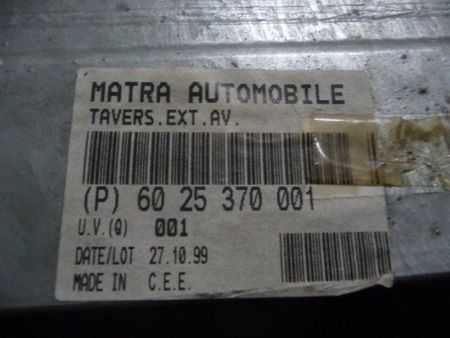 MATRA AUTOMOBILE
TAVERS.EXT.AV.
(P) 60 25 370 001
U.V.(Q) 001
DATE/LOT 27.10.99
MADE IN C.E.E.